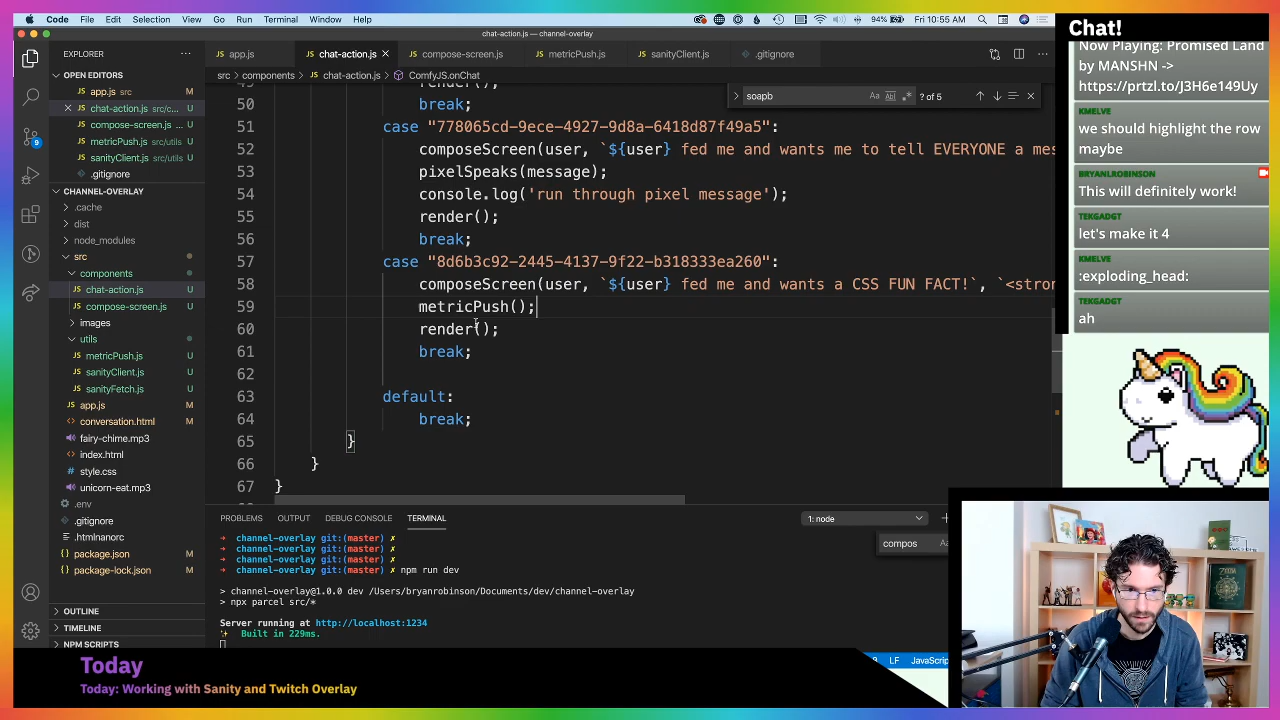 Code File Edit Selection View Go Run Terminal Window Help 94% Fri 10:55 AM
chat-action.js — channel-overlay
EXPLORER
OPEN EDITORS
app.js src M
chat-action.js src/c...
compose-screen.js ...
metricPush.js src/utils
sanityClient.js src/utils
.gitignore
CHANNEL-OVERLAY
.cache
dist
node_modules
src
components
chat-action.js U
compose-screen.js U
images
utils
metricPush.js U
sanityClient.js U
sanityFetch.js U
app.js M
conversation.html U
fairy-chime.mp3
index.html
style.css
unicorn-eat.mp3
.env
.gitignore
.htmlnanorc
package.json M
package-lock.json M
OUTLINE
TIMELINE
NPM SCRIPTS
9
app.js chat-action.js compose-screen.js metricPush.js sanityClient.js .gitignore
src > components > chat-action.js > ComfyJS.onChat
soapb Aa Abl .* ? of 5
49 render();
50 break;
51 case "778065cd-9ece-4927-9d8a-6418d87f49a5":
52 composeScreen(user, `${user} fed me and wants me to tell EVERYONE a mes
53 pixelSpeaks(message);
54 console.log('run through pixel message');
55 render();
56 break;
57 case "8d6b3c92-2445-4137-9f22-b318333ea260":
58 composeScreen(user, `${user} fed me and wants a CSS FUN FACT!`, `<stron
59 metricPush();
60 render();
61 break;
62
63 default:
64 break;
65 }
66 }
67 }
PROBLEMS OUTPUT DEBUG CONSOLE TERMINAL 1: node
compos Aa
→ channel-overlay git:(master) ✗
→ channel-overlay git:(master) ✗
→ channel-overlay git:(master) ✗
→ channel-overlay git:(master) ✗ npm run dev
> channel-overlay@1.0.0 dev /Users/bryanrobinson/Documents/dev/channel-overlay
> npx parcel src/*
Server running at http://localhost:1234
✨ Built in 229ms.
LF JavaScrip
Chat!
Now Playing: Promised Land
by MANSHN ->
https://prtzl.to/J3H6e149Uy
KMELVE
we should highlight the row
maybe
BRYANLROBINSON
This will definitely work!
TEKGADGT
let's make it 4
KMELVE
:exploding_head:
TEKGADGT
ah
Today
Today: Working with Sanity and Twitch Overlay